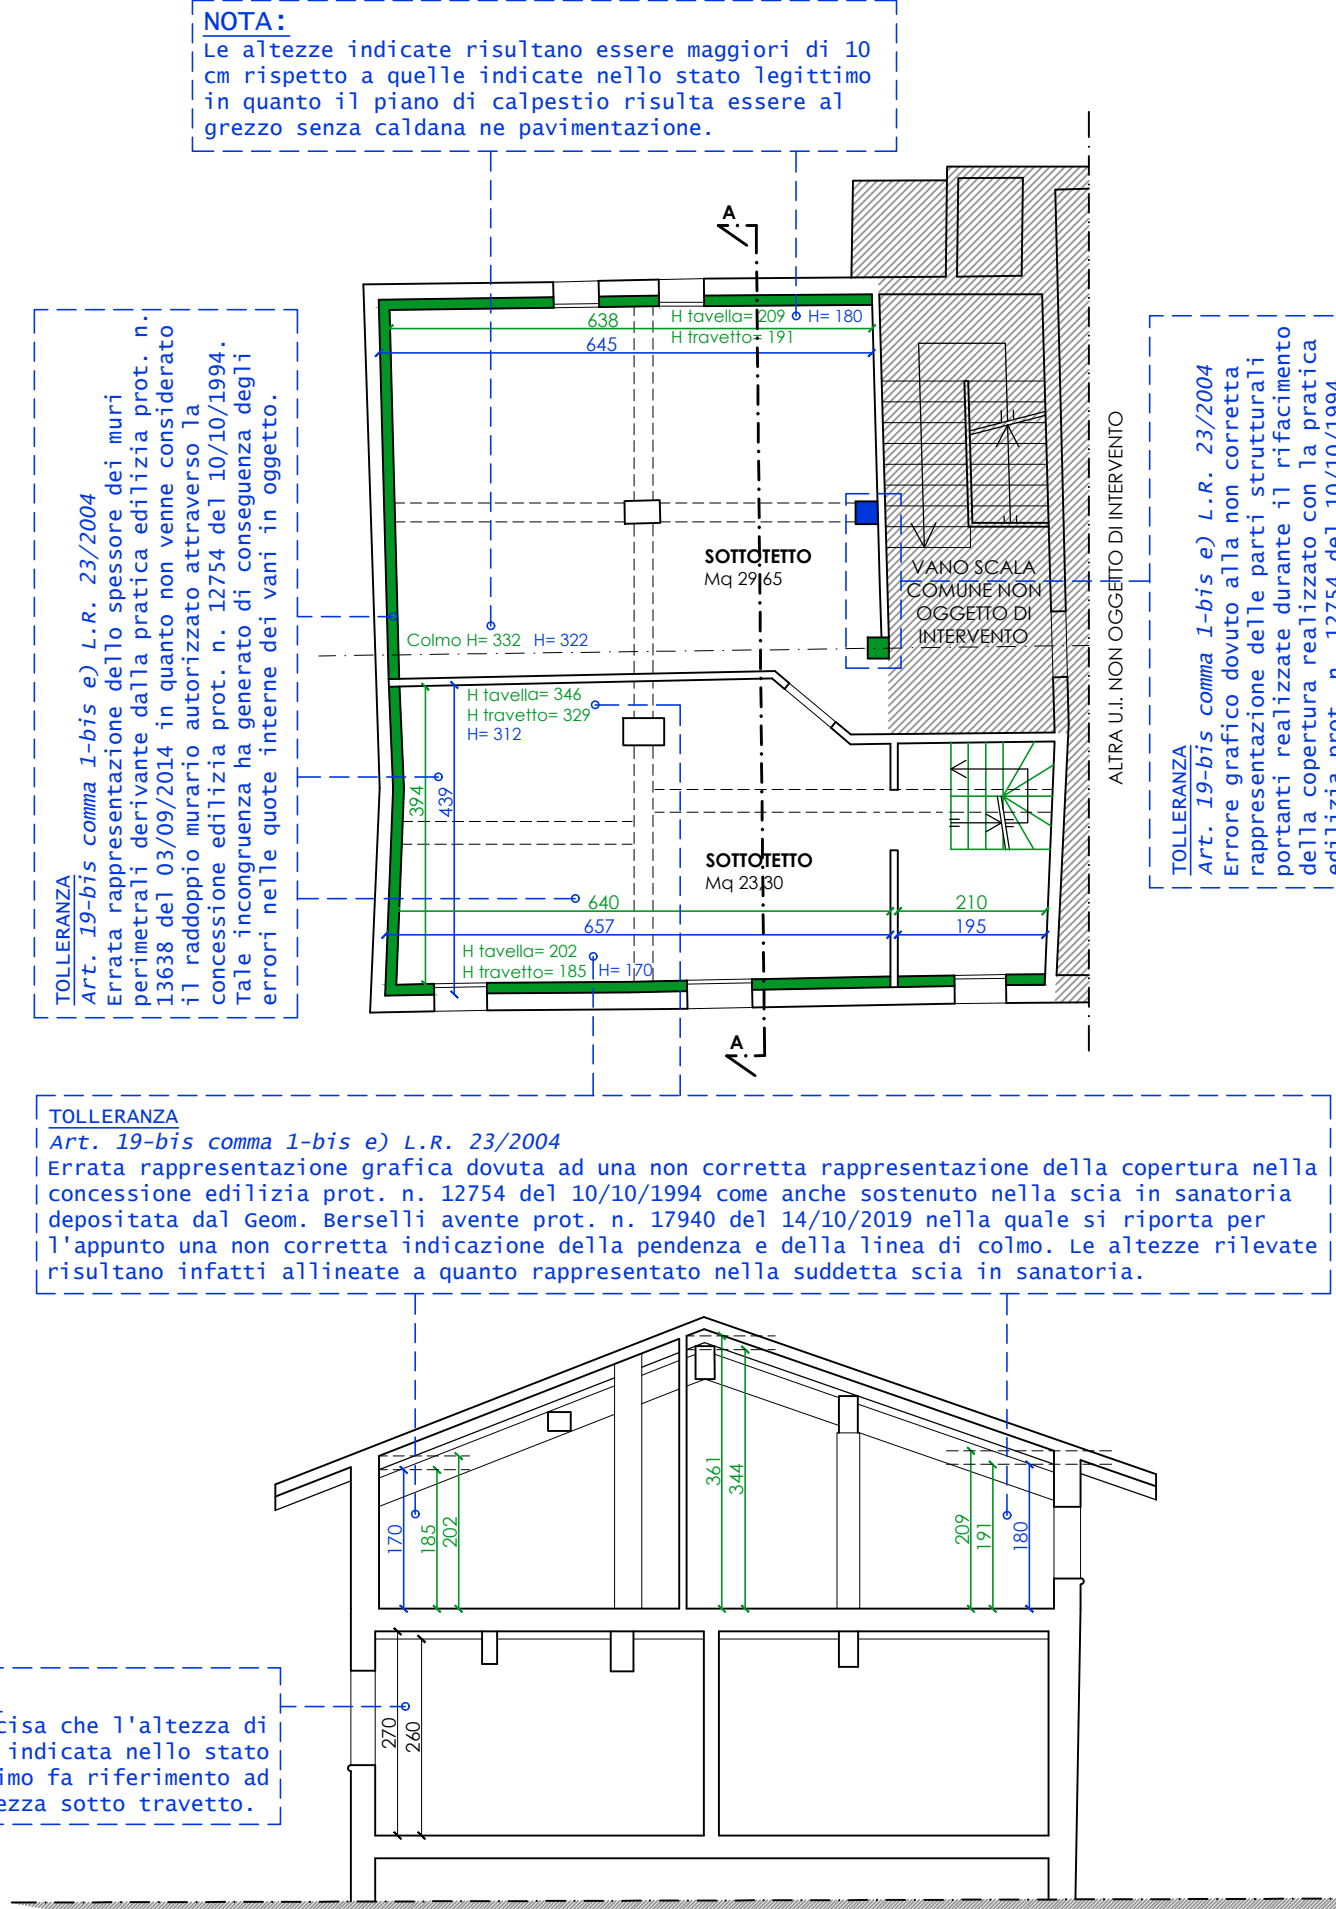 NOTA:
Le altezze indicate risultano essere maggiori di 10
cm rispetto a quelle indicate nello stato legittimo
in quanto il piano di calpestio risulta essere al
grezzo senza caldana ne pavimentazione.
A
TOLLERANZA
Art. 19-bis comma 1-bis e) L.R. 23/2004
Errata rappresentazione dello spessore dei muri
perimetrali derivante dalla pratica edilizia prot. n.
13638 del 03/09/2014 in quanto non venne considerato
il raddoppio murario autorizzato attraverso la
concessione edilizia prot. n. 12754 del 10/10/1994.
Tale incongruenza ha generato di conseguenza degli
errori nelle quote interne dei vani in oggetto.
638
645
H tavella= 209
H= 180
H travetto= 191
SOTTOTETTO
Mq 29,65
VANO SCALA
COMUNE NON
OGGETTO DI
INTERVENTO
ALTRA U.I. NON OGGETTO DI INTERVENTO
TOLLERANZA
Art. 19-bis comma 1-bis e) L.R. 23/2004
Errore grafico dovuto alla non corretta
rappresentazione delle parti strutturali
portanti realizzate durante il rifacimento
della copertura realizzato con la pratica
edilizia prot. n. 12754 del 10/10/1994
Colmo H= 332 H= 322
H tavella= 346
H travetto= 329
H= 312
394
439
SOTTOTETTO
Mq 23,30
640
210
657
195
H tavella= 202
H travetto= 185 H= 170
A
TOLLERANZA
Art. 19-bis comma 1-bis e) L.R. 23/2004
Errata rappresentazione grafica dovuta ad una non corretta rappresentazione della copertura nella
concessione edilizia prot. n. 12754 del 10/10/1994 come anche sostenuto nella scia in sanatoria
depositata dal Geom. Berselli avente prot. n. 17940 del 14/10/2019 nella quale si riporta per
l'appunto una non corretta indicazione della pendenza e della linea di colmo. Le altezze rilevate
risultano infatti allineate a quanto rappresentato nella suddetta scia in sanatoria.
170
185
202
361
344
209
191
180
270
260
cisa che l'altezza di
indicata nello stato
imo fa riferimento ad
ezza sotto travetto.